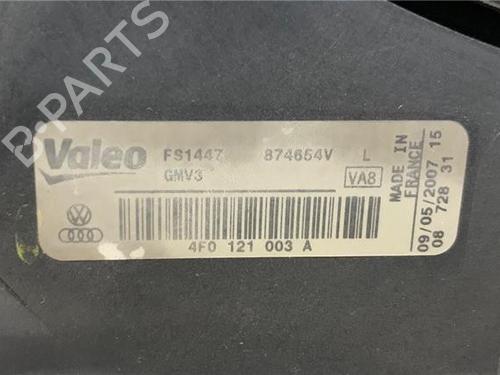 B-PARTS
Valeo
FS1447 874654V L
GMV3 VA8
4F0 121 003 A
MADE IN
FRANCE
09/05/2007 15
08 728 31